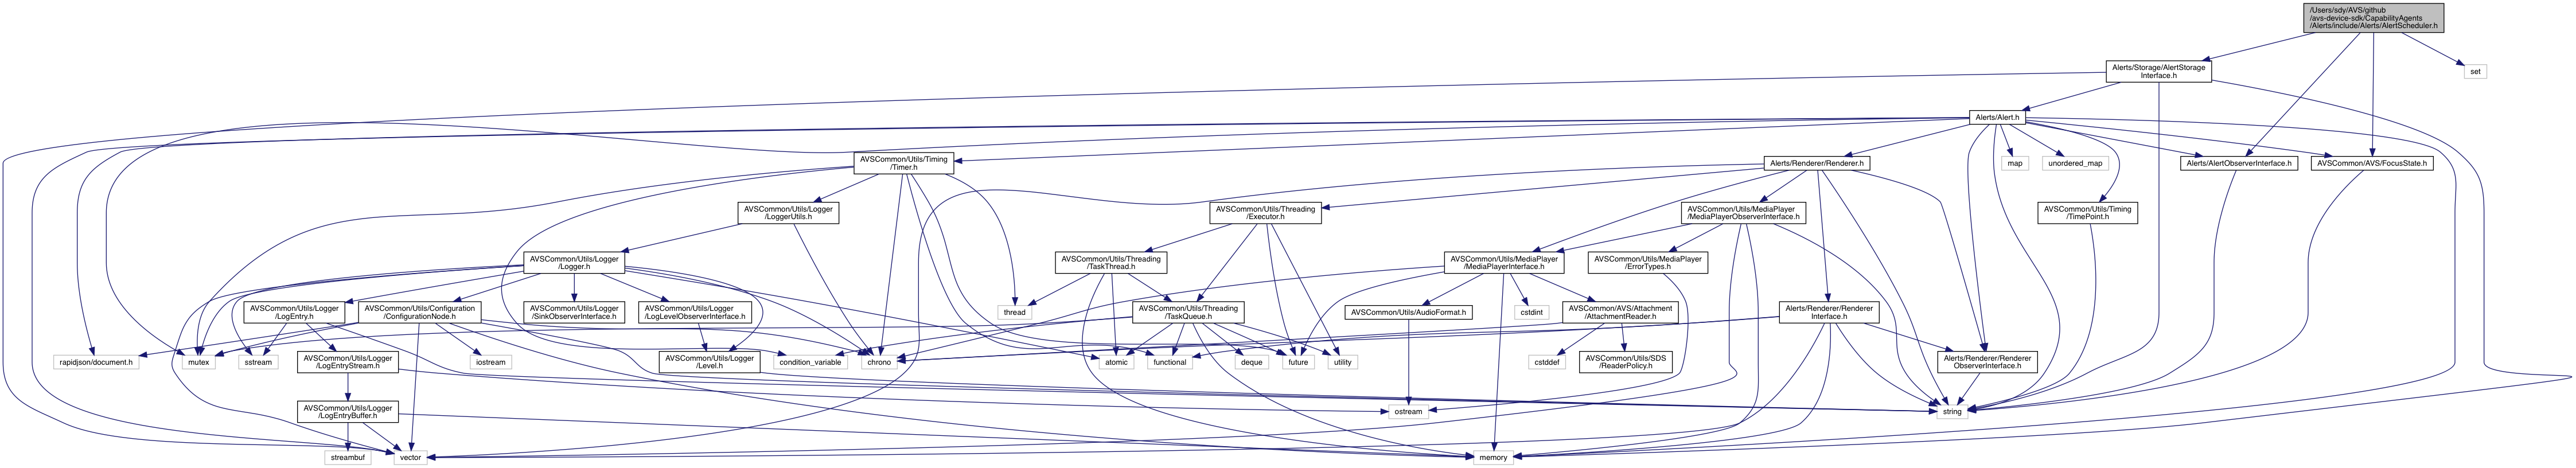 /Users/sdy/AVS/github
/avs-device-sdk/CapabilityAgents
/Alerts/include/Alerts/AlertScheduler.h
Alerts/Storage/AlertStorage
Interface.h
set
Alerts/Alert.h
AVSCommon/Utils/Timing
/Timer.h
Alerts/Renderer/Renderer.h
map
unordered_map
Alerts/AlertObserverInterface.h
AVSCommon/AVS/FocusState.h
AVSCommon/Utils/Logger
/LoggerUtils.h
AVSCommon/Utils/Threading
/Executor.h
AVSCommon/Utils/MediaPlayer
/MediaPlayerObserverInterface.h
AVSCommon/Utils/Timing
/TimePoint.h
AVSCommon/Utils/Logger
/Logger.h
AVSCommon/Utils/Threading
/TaskThread.h
AVSCommon/Utils/MediaPlayer
/MediaPlayerInterface.h
AVSCommon/Utils/MediaPlayer
/ErrorTypes.h
AVSCommon/Utils/Logger
/LogEntry.h
AVSCommon/Utils/Configuration
/ConfigurationNode.h
AVSCommon/Utils/Logger
/SinkObserverInterface.h
AVSCommon/Utils/Logger
/LogLevelObserverInterface.h
thread
AVSCommon/Utils/Threading
/TaskQueue.h
AVSCommon/Utils/AudioFormat.h
cstdint
AVSCommon/AVS/Attachment
/AttachmentReader.h
Alerts/Renderer/Renderer
Interface.h
rapidjson/document.h
mutex
sstream
AVSCommon/Utils/Logger
/LogEntryStream.h
iostream
AVSCommon/Utils/Logger
/Level.h
condition_variable
chrono
atomic
functional
deque
future
utility
cstddef
AVSCommon/Utils/SDS
/ReaderPolicy.h
Alerts/Renderer/Renderer
ObserverInterface.h
AVSCommon/Utils/Logger
/LogEntryBuffer.h
ostream
string
streambuf
vector
memory